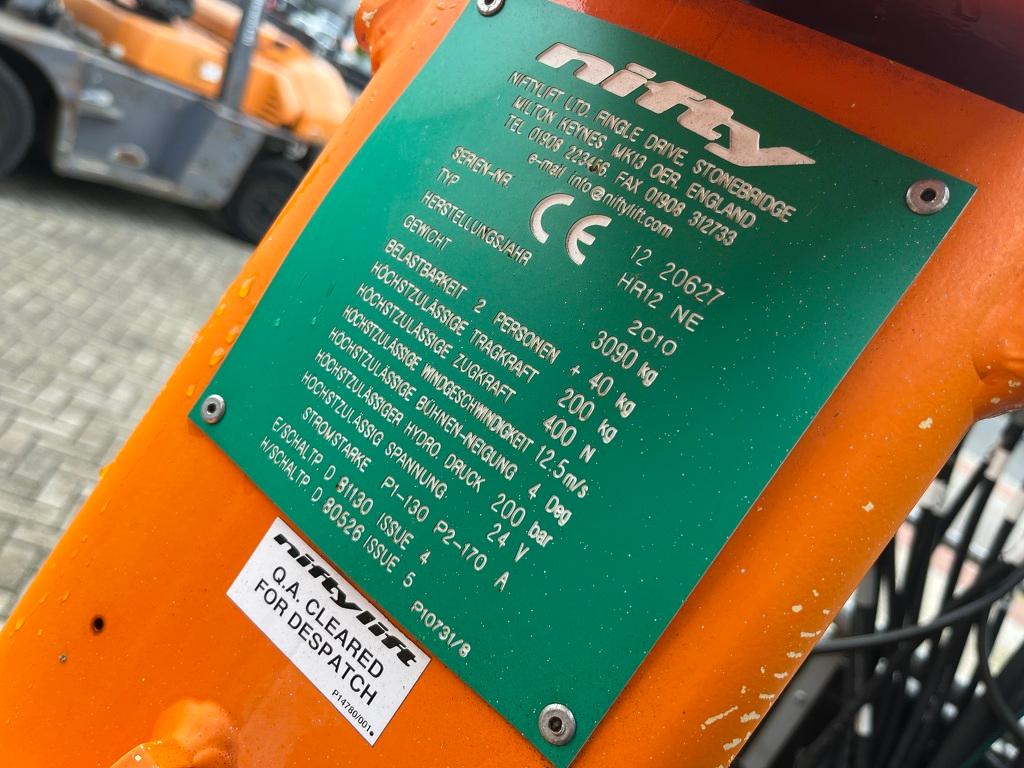 nifty
NIFTYLIFT LTD. FINGLE DRIVE, STONEBRIDGE
MILTON KEYNES MK13 OER, ENGLAND
TEL 01908 223456, FAX 01908 312733
e-mail info@niftylift.com
CE
SERIEN-NR. 12 20627
TYP HR12 NE
HERSTELLUNGSJAHR 2010
GEWICHT 3090 kg
BELASTBARKEIT 2 PERSONEN + 40 kg
HÖCHSTZULÄSSIGE TRAGKRAFT 200 kg
HÖCHSTZULÄSSIGE ZUGKRAFT 400 N
HÖCHSTZULÄSSIGE WINDGESCHWINDIGKEIT 12.5 m/s
HÖCHSTZULÄSSIGE BÜHNEN-NEIGUNG 4 Deg
HÖCHSTZULÄSSIGER HYDRO. DRUCK 200 bar
HÖCHSTZULÄSSIG SPANNUNG 24 V
STROMSTÄRKE P1-130 P2-170 A
E/SCHALTP. D 81130 ISSUE 4
H/SCHALTP. D 80526 ISSUE 5
P10731/8
niftylift
Q.A. CLEARED
FOR DESPATCH
P14780/001